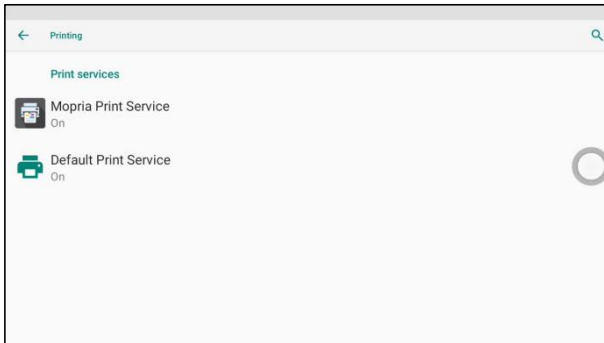 Printing
Print services
Mopria Print Service
On
Default Print Service
On